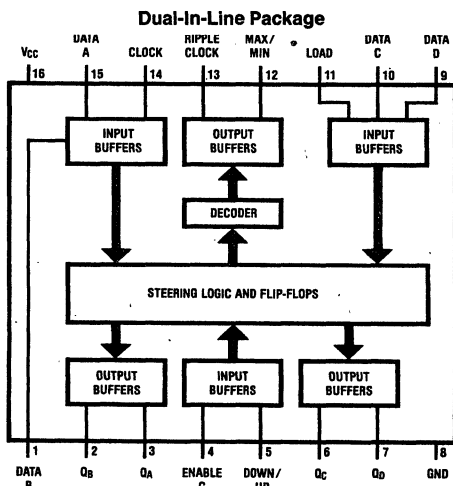 Dual-In-Line Package
VCC
DATA A
CLOCK
RIPPLE CLOCK
MAX/ MIN
LOAD
DATA C
DATA D
16 15 14 13 12 11 10 9
INPUT BUFFERS
OUTPUT BUFFERS
INPUT BUFFERS
DECODER
STEERING LOGIC AND FLIP-FLOPS
OUTPUT BUFFERS
INPUT BUFFERS
OUTPUT BUFFERS
1 2 3 4 5 6 7 8
DATA B
QB
QA
ENABLE G
DOWN/ UP
QC
QD
GND